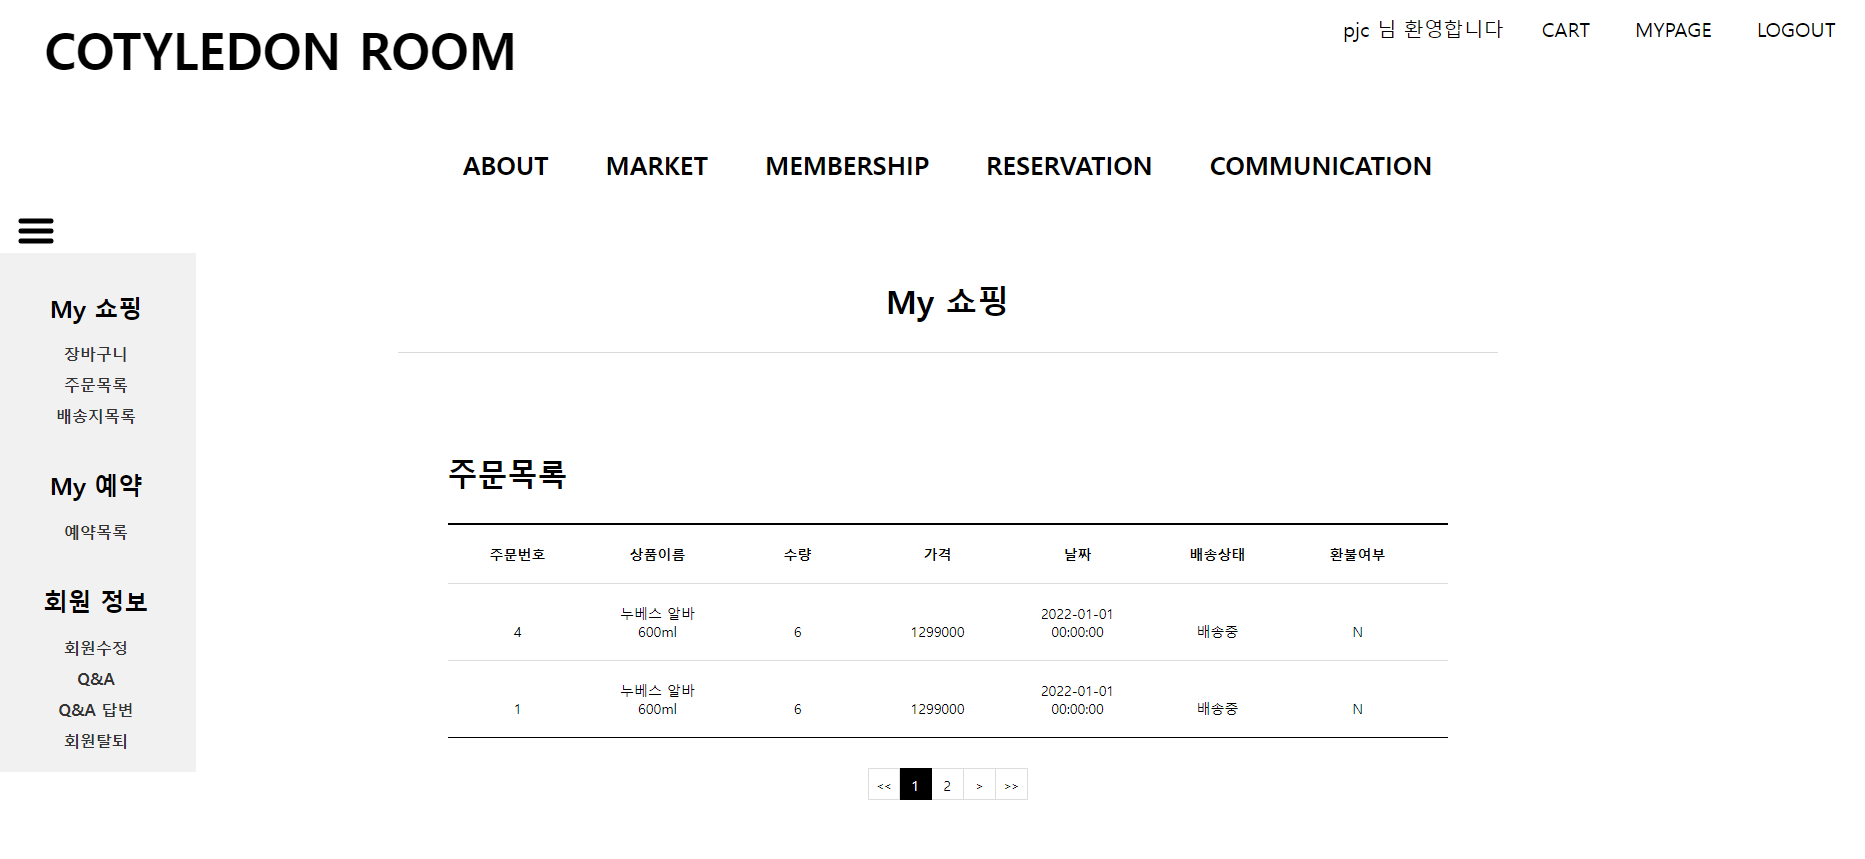 COTYLEDON ROOM
pjc 님 환영합니다 CART MYPAGE LOGOUT
ABOUT MARKET MEMBERSHIP RESERVATION COMMUNICATION
My 쇼핑
장바구니
주문목록
배송지목록
My 예약
예약목록
회원 정보
회원수정
Q&A
Q&A 답변
회원탈퇴
My 쇼핑
주문목록
주문번호 상품이름 수량 가격 날짜 배송상태 환불여부
누베스 알바 2022-01-01
4 600ml 6 1299000 00:00:00 배송중 N
누베스 알바 2022-01-01
1 600ml 6 1299000 00:00:00 배송중 N
<< 1 2 > >>